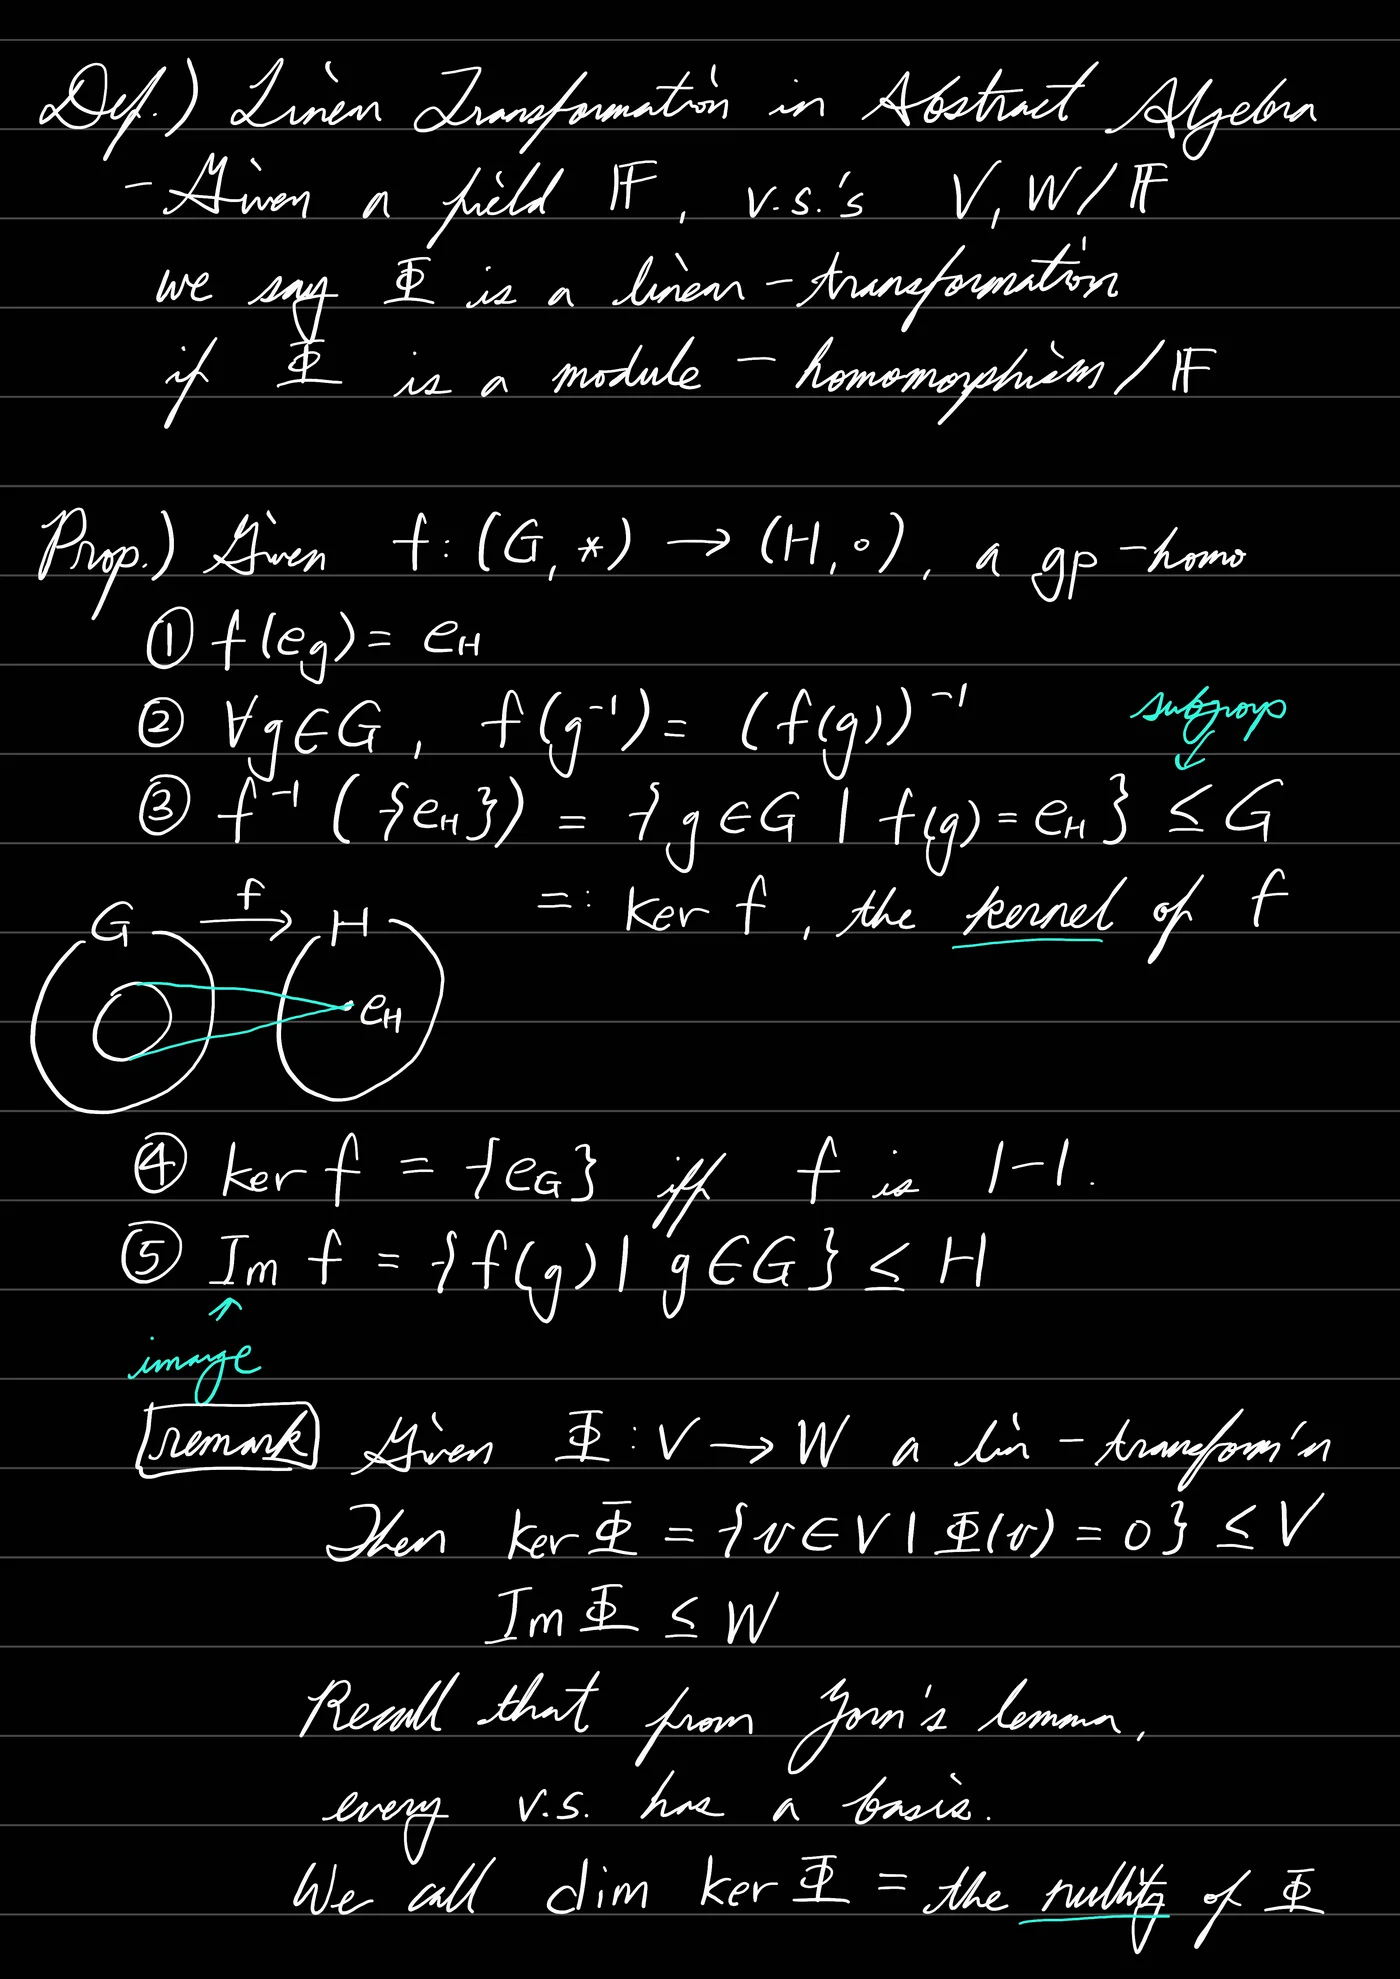 Def.) Linear Transformation in Abstract Algebra
- Given a field 𝔽, v.s.'s V, W/𝔽
we say Φ is a linear-transformation
if Φ is a module-homomorphism/𝔽
Prop.) Given f: (G, *) → (H, ∘), a gp-homo
① f(e_g) = e_H
② ∀g∈G, f(g⁻¹) = (f(g))⁻¹
subgroup
↓
③ f⁻¹({e_H}) = {g∈G | f(g) = e_H} ≤ G
=: ker f, the kernel of f
G f→ H
e_H
④ ker f = {e_G} iff f is 1-1.
⑤ Im f = {f(g) | g∈G} ≤ H
↑
image
remark Given Φ: V → W a lin-transform'n
Then ker Φ = {v∈V | Φ(v) = 0} ≤ V
Im Φ ≤ W
Recall that from Zorn's lemma,
every v.s. has a basis.
We call dim ker Φ = the nullity of Φ